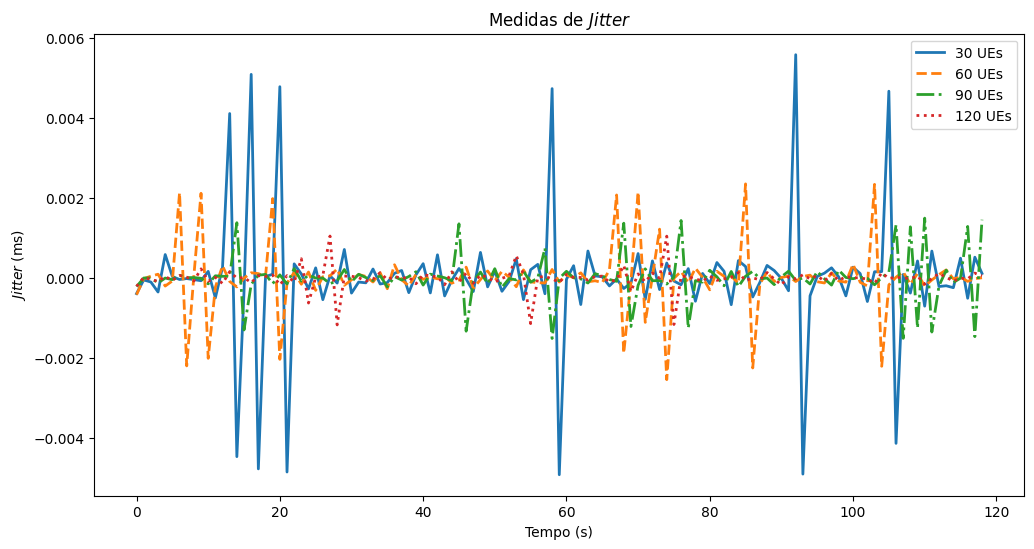 Medidas de Jitter
0.006
0.004
0.002
0.000
−0.002
−0.004
Jitter (ms)
0
20
40
60
80
100
120
Tempo (s)
30 UEs
60 UEs
90 UEs
120 UEs